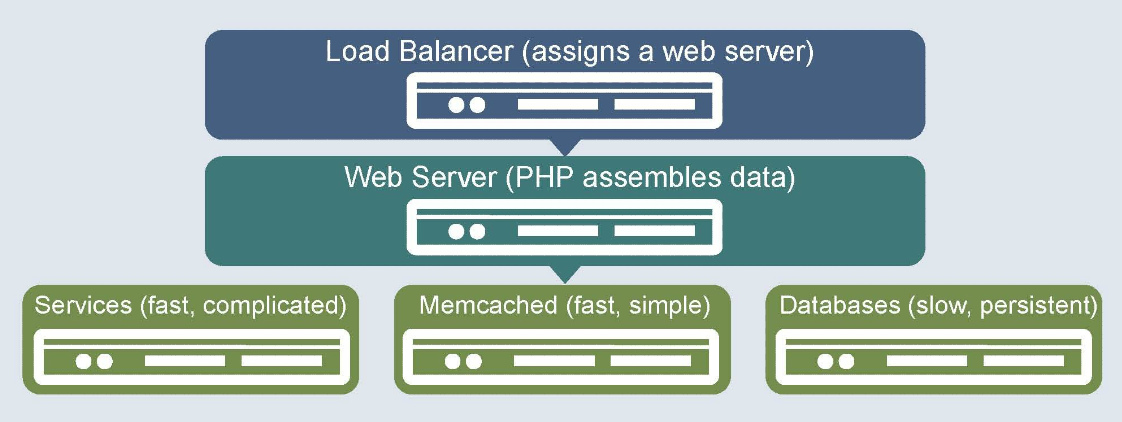 Load Balancer (assigns a web server)
Web Server (PHP assembles data)
Services (fast, complicated)
Memcached (fast, simple)
Databases (slow, persistent)